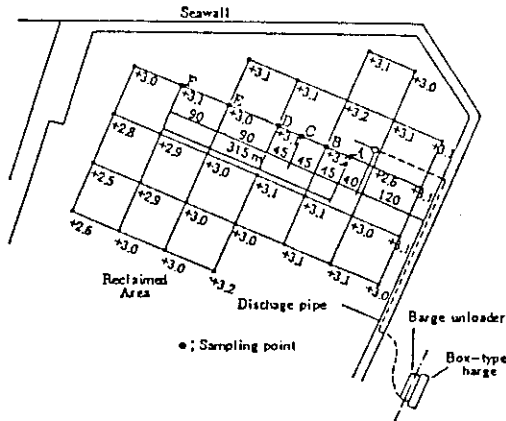 Seawall
+3.0
F
+3.1
+3.1
+3.1
+3.0
+3.1
E
+3.0
+3.1
+3.2
90
D
C
+3.1
+3.1
90
B
A
+2.8
45
45
45
40
+2.6
+3.1
+2.9
315 m
120
+2.5
+3.0
+3.1
+2.9
+3.1
+3.0
+3.1
+2.6
+3.0
+3.0
+3.0
+3.1
+3.1
+3.0
+3.2
Reclaimed
Area
Dischage pipe
● ; Sampling point
Barge unloader
Box-type
harge